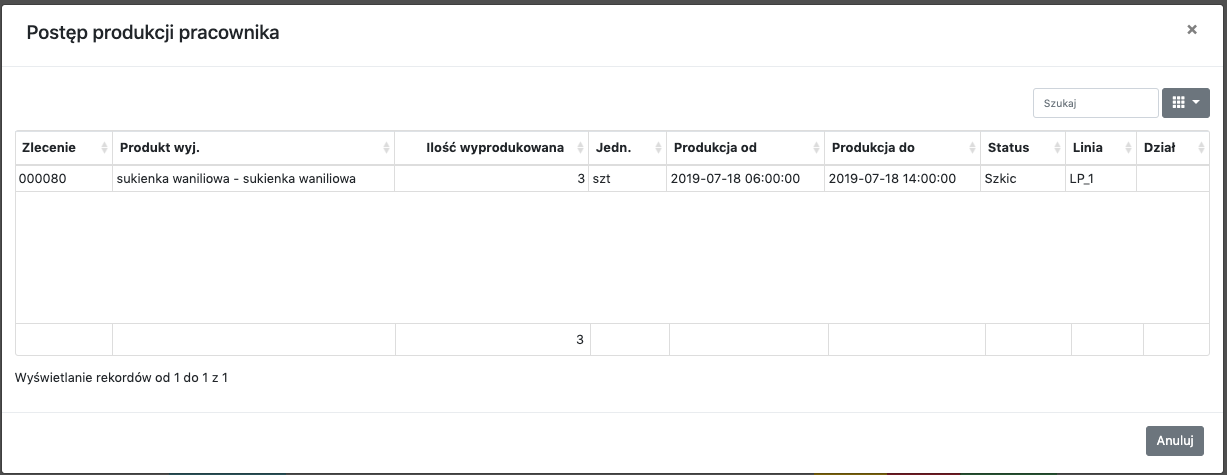 Postęp produkcji pracownika
×
Szukaj
Zlecenie Produkt wyj. Ilość wyprodukowana Jedn. Produkcja od Produkcja do Status Linia Dział
000080 sukienka waniliowa - sukienka waniliowa 3 szt 2019-07-18 06:00:00 2019-07-18 14:00:00 Szkic LP_1
3
Wyświetlanie rekordów od 1 do 1 z 1
Anuluj